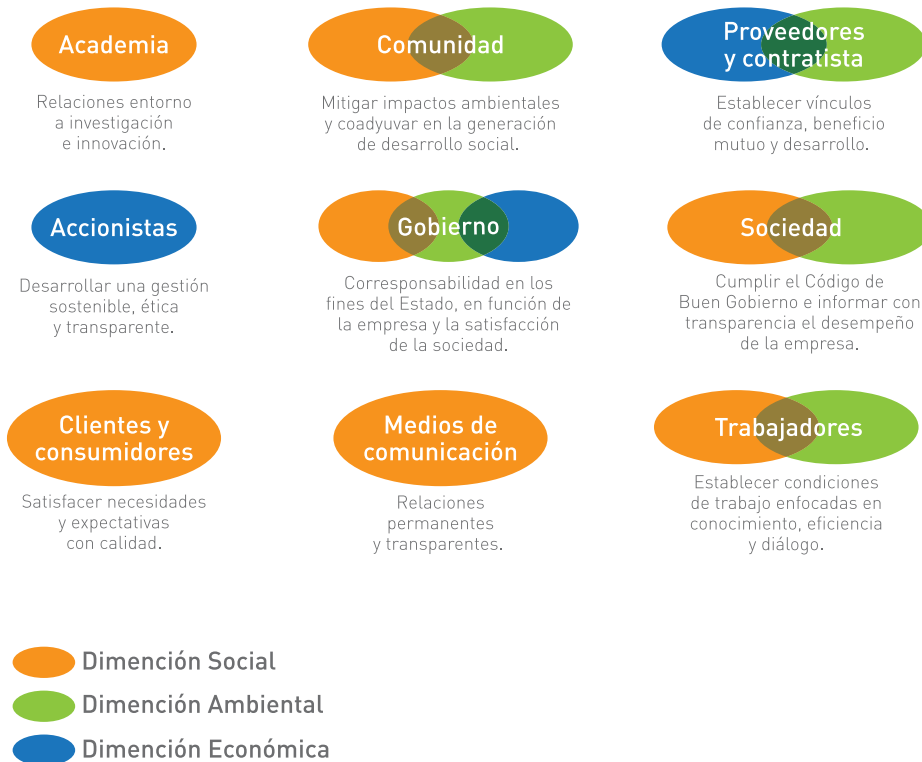 Academia
Relaciones entorno
a investigación
e innovación.
Comunidad
Mitigar impactos ambientales
y coadyuvar en la generación
de desarrollo social.
Proveedores
y contratista
Establecer vínculos
de confianza, beneficio
mutuo y desarrollo.
Accionistas
Desarrollar una gestión
sostenible, ética
y transparente.
Gobierno
Corresponsabilidad en los
fines del Estado, en función de
la empresa y la satisfacción
de la sociedad.
Sociedad
Cumplir el Código de
Buen Gobierno e informar con
transparencia el desempeño
de la empresa.
Clientes y
consumidores
Satisfacer necesidades
y expectativas
con calidad.
Medios de
comunicación
Relaciones
permanentes
y transparentes.
Trabajadores
Establecer condiciones
de trabajo enfocadas en
conocimiento, eficiencia
y diálogo.
Dimención Social
Dimención Ambiental
Dimención Económica